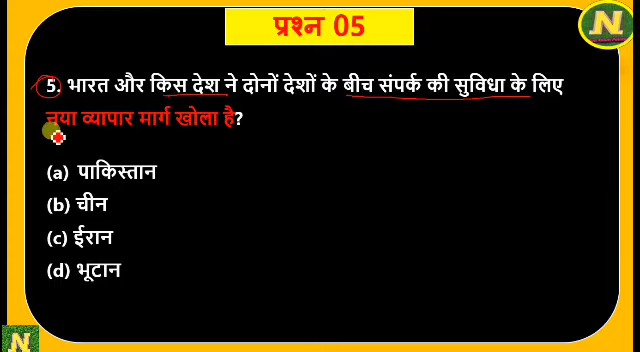 प्रश्न 05
N
5. भारत और किस देश ने दोनों देशों के बीच संपर्क की सुविधा के लिए
नया व्यापार मार्ग खोला है?
(a) पाकिस्तान
(b) चीन
(c) ईरान
(d) भूटान
N